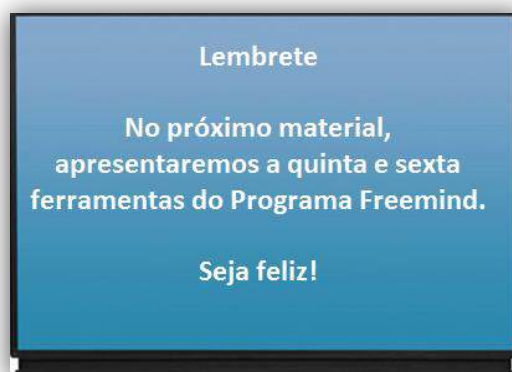 Lembrete
No próximo material,
apresentaremos a quinta e sexta
ferramentas do Programa Freemind.
Seja feliz!